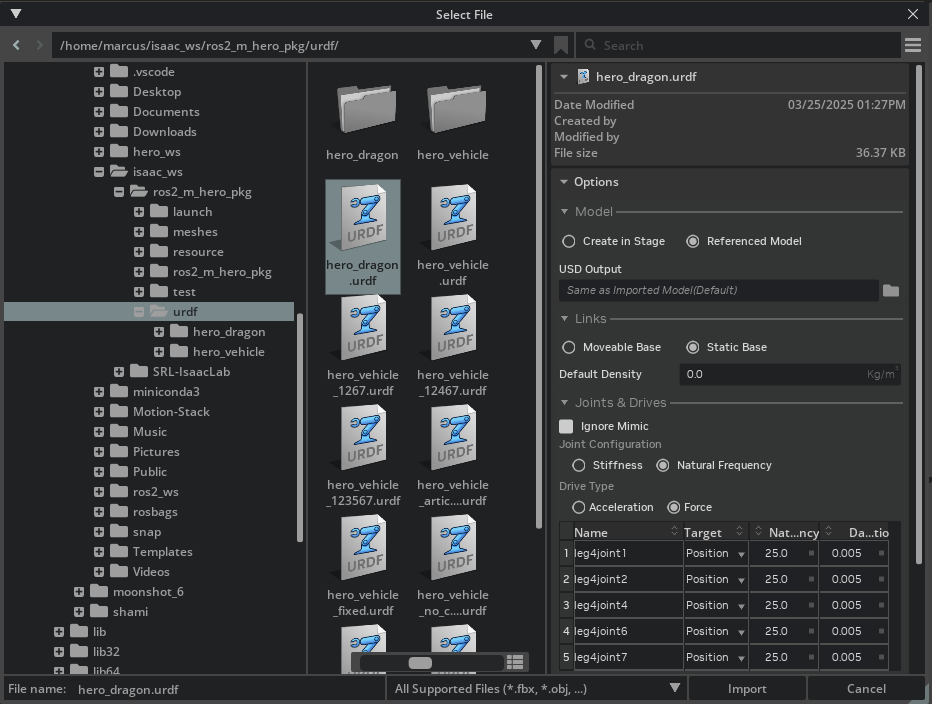 Select File
/home/marcus/isaac_ws/ros2_m_hero_pkg/urdf/
Search
.vscode
Desktop
Documents
Downloads
hero_ws
isaac_ws
ros2_m_hero_pkg
launch
meshes
resource
ros2_m_hero_pkg
test
urdf
hero_dragon
hero_vehicle
SRL-IsaacLab
miniconda3
Motion-Stack
Music
Pictures
Public
ros2_ws
rosbags
snap
Templates
Videos
moonshot_6
shami
lib
lib32
lib64
hero_dragon
hero_vehicle
URDF
URDF
hero_dragon
.urdf
hero_vehicle
.urdf
URDF
URDF
hero_vehicle
_1267.urdf
hero_vehicle
_12467.urdf
URDF
URDF
hero_vehicle
_123567.urdf
hero_vehicle
_artic....urdf
URDF
URDF
hero_vehicle
_fixed.urdf
hero_vehicle
_no_c....urdf
hero_dragon.urdf
Date Modified 03/25/2025 01:27PM
Created by
Modified by
File size 36.37 KB
Options
Model
Create in Stage Referenced Model
USD Output
Same as Imported Model(Default)
Links
Moveable Base Static Base
Default Density 0.0 Kg/m³
Joints & Drives
Ignore Mimic
Joint Configuration
Stiffness Natural Frequency
Drive Type
Acceleration Force
Name Target Nat...ncy Da...tio
1 leg4joint1 Position 25.0 0.005
2 leg4joint2 Position 25.0 0.005
3 leg4joint4 Position 25.0 0.005
4 leg4joint6 Position 25.0 0.005
5 leg4joint7 Position 25.0 0.005
File name: hero_dragon.urdf
All Supported Files (*.fbx, *.obj, ...)
Import
Cancel